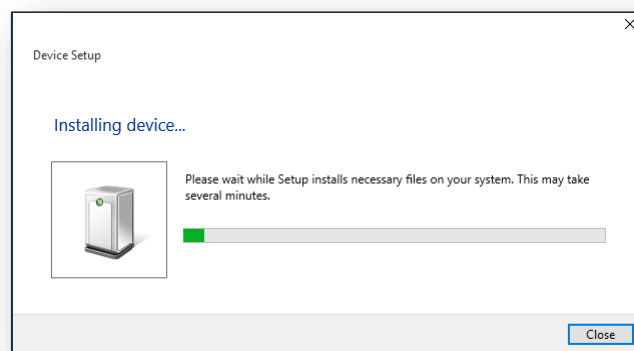 Device Setup
Installing device...
Please wait while Setup installs necessary files on your system. This may take
several minutes.
Close